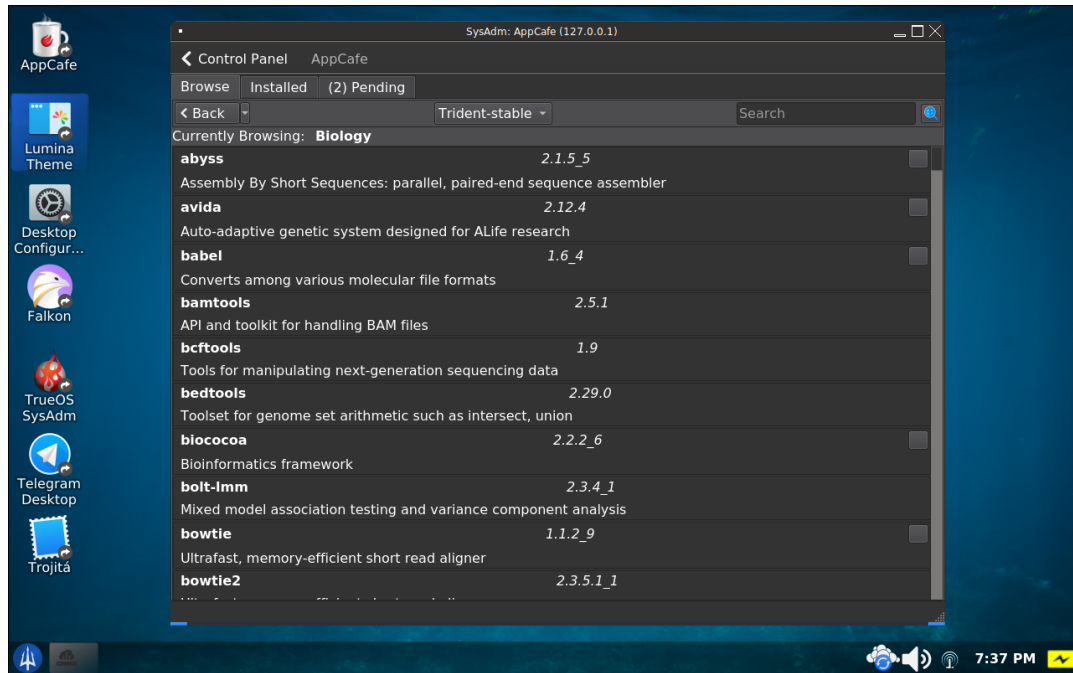 SysAdm: AppCafe (127.0.0.1)
Control Panel AppCafe
Browse Installed (2) Pending
Back Trident-stable Search
Currently Browsing: Biology
abyss 2.1.5_5
Assembly By Short Sequences: parallel, paired-end sequence assembler
avida 2.12.4
Auto-adaptive genetic system designed for ALife research
babel 1.6_4
Converts among various molecular file formats
bamtools 2.5.1
API and toolkit for handling BAM files
bcftools 1.9
Tools for manipulating next-generation sequencing data
bedtools 2.29.0
Toolset for genome set arithmetic such as intersect, union
biococoa 2.2.2_6
Bioinformatics framework
bolt-lmm 2.3.4_1
Mixed model association testing and variance component analysis
bowtie 1.1.2_9
Ultrafast, memory-efficient short read aligner
bowtie2 2.3.5.1_1
AppCafe
Lumina
Theme
Desktop
Configur...
Falkon
TrueOS
SysAdm
Telegram
Desktop
Trojitá
7:37 PM